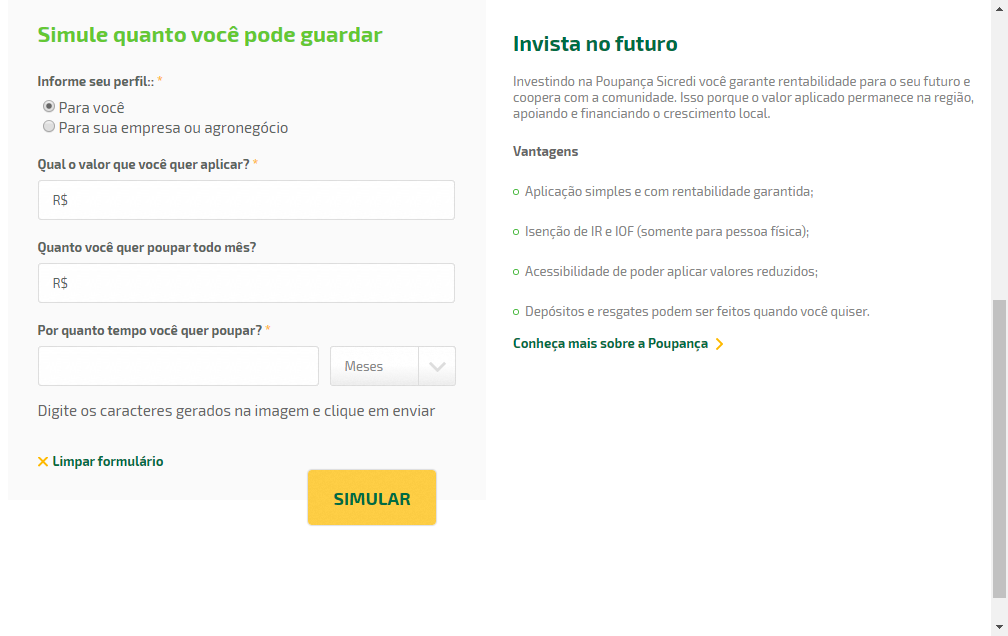 Simule quanto você pode guardar
Informe seu perfil:: *
Para você
Para sua empresa ou agronegócio
Qual o valor que você quer aplicar? *
R$
Quanto você quer poupar todo mês?
R$
Por quanto tempo você quer poupar? *
Meses
Digite os caracteres gerados na imagem e clique em enviar
Limpar formulário
SIMULAR
Invista no futuro
Investindo na Poupança Sicredi você garante rentabilidade para o seu futuro e
coopera com a comunidade. Isso porque o valor aplicado permanece na região,
apoiando e financiando o crescimento local.
Vantagens
Aplicação simples e com rentabilidade garantida;
Isenção de IR e IOF (somente para pessoa física);
Acessibilidade de poder aplicar valores reduzidos;
Depósitos e resgates podem ser feitos quando você quiser.
Conheça mais sobre a Poupança